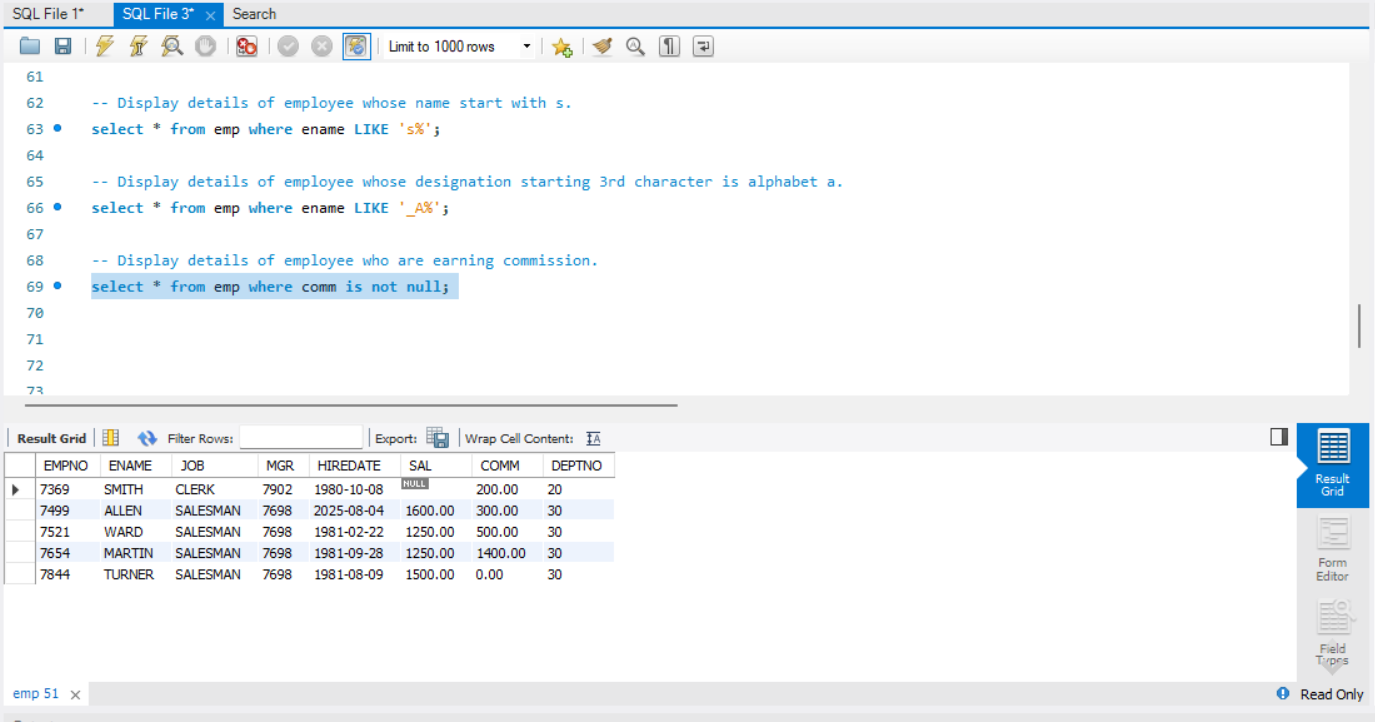 SQL File 1* SQL File 3* × Search
Limit to 1000 rows
61
62 -- Display details of employee whose name start with s.
63 select * from emp where ename LIKE 's%';
64
65 -- Display details of employee whose designation starting 3rd character is alphabet a.
66 select * from emp where ename LIKE '_A%';
67
68 -- Display details of employee who are earning commission.
69 select * from emp where comm is not null;
70
71
72
73
Result Grid Filter Rows: Export: Wrap Cell Content: IA
EMPNO ENAME JOB MGR HIREDATE SAL COMM DEPTNO
7369 SMITH CLERK 7902 1980-10-08 NULL 200.00 20
7499 ALLEN SALESMAN 7698 2025-08-04 1600.00 300.00 30
7521 WARD SALESMAN 7698 1981-02-22 1250.00 500.00 30
7654 MARTIN SALESMAN 7698 1981-09-28 1250.00 1400.00 30
7844 TURNER SALESMAN 7698 1981-08-09 1500.00 0.00 30
Result
Grid
Form
Editor
Field
Types
emp 51 × Read Only